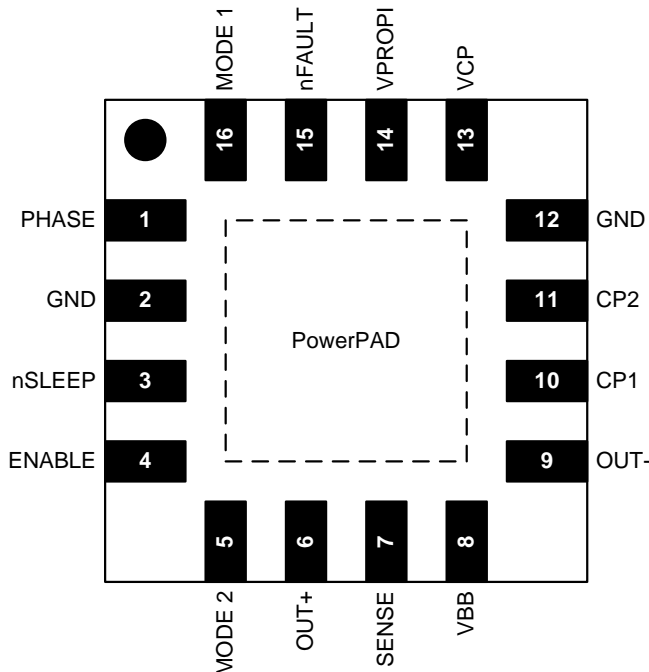 MODE 1
nFAULT
VPROPI
VCP
16
15
14
13
PHASE 1
12 GND
GND 2
11 CP2
PowerPAD
nSLEEP 3
10 CP1
ENABLE 4
9 OUT-
5
6
7
8
MODE 2
OUT+
SENSE
VBB